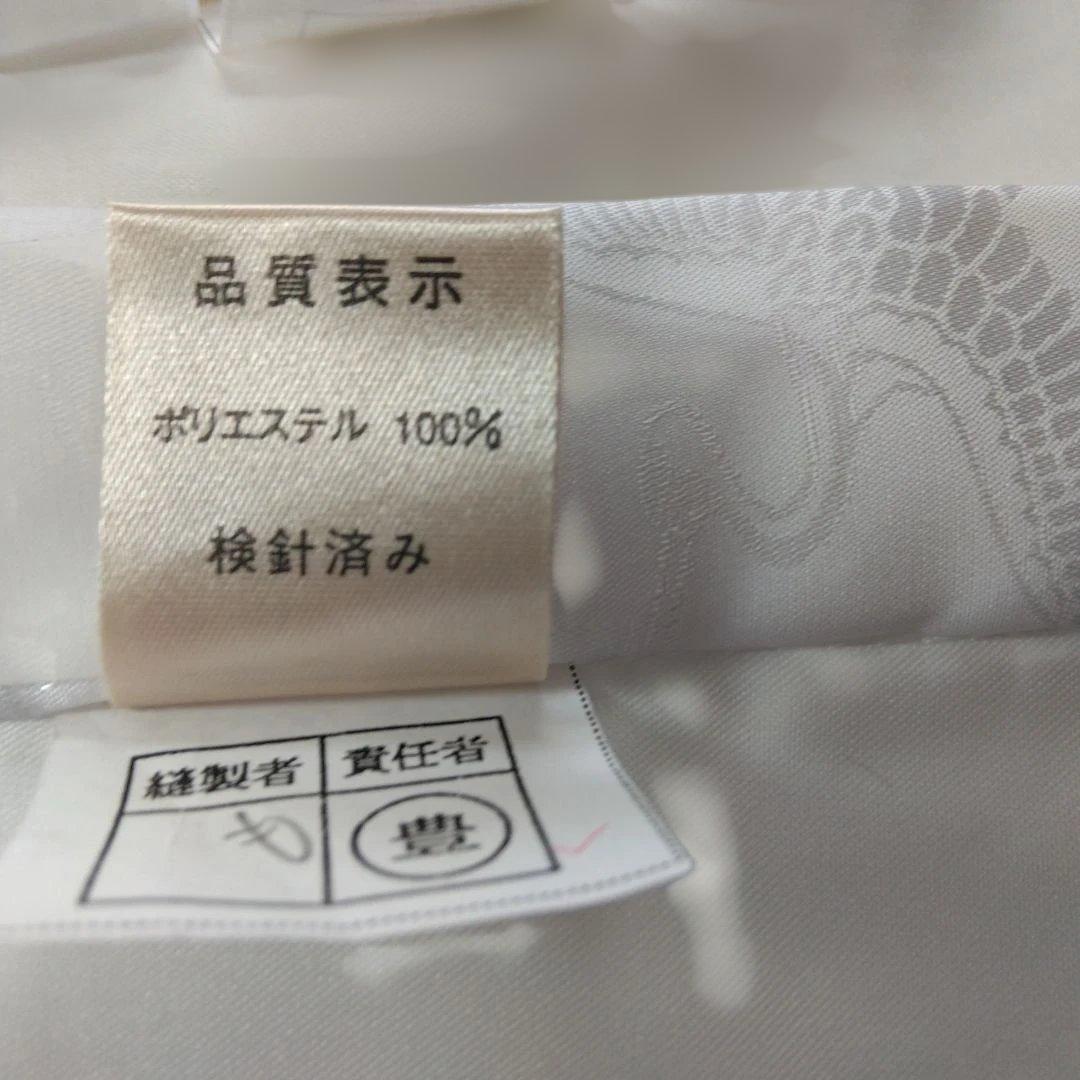 品質表示
ポリエステル 100%
検針済み
縫製者 責任者
豊